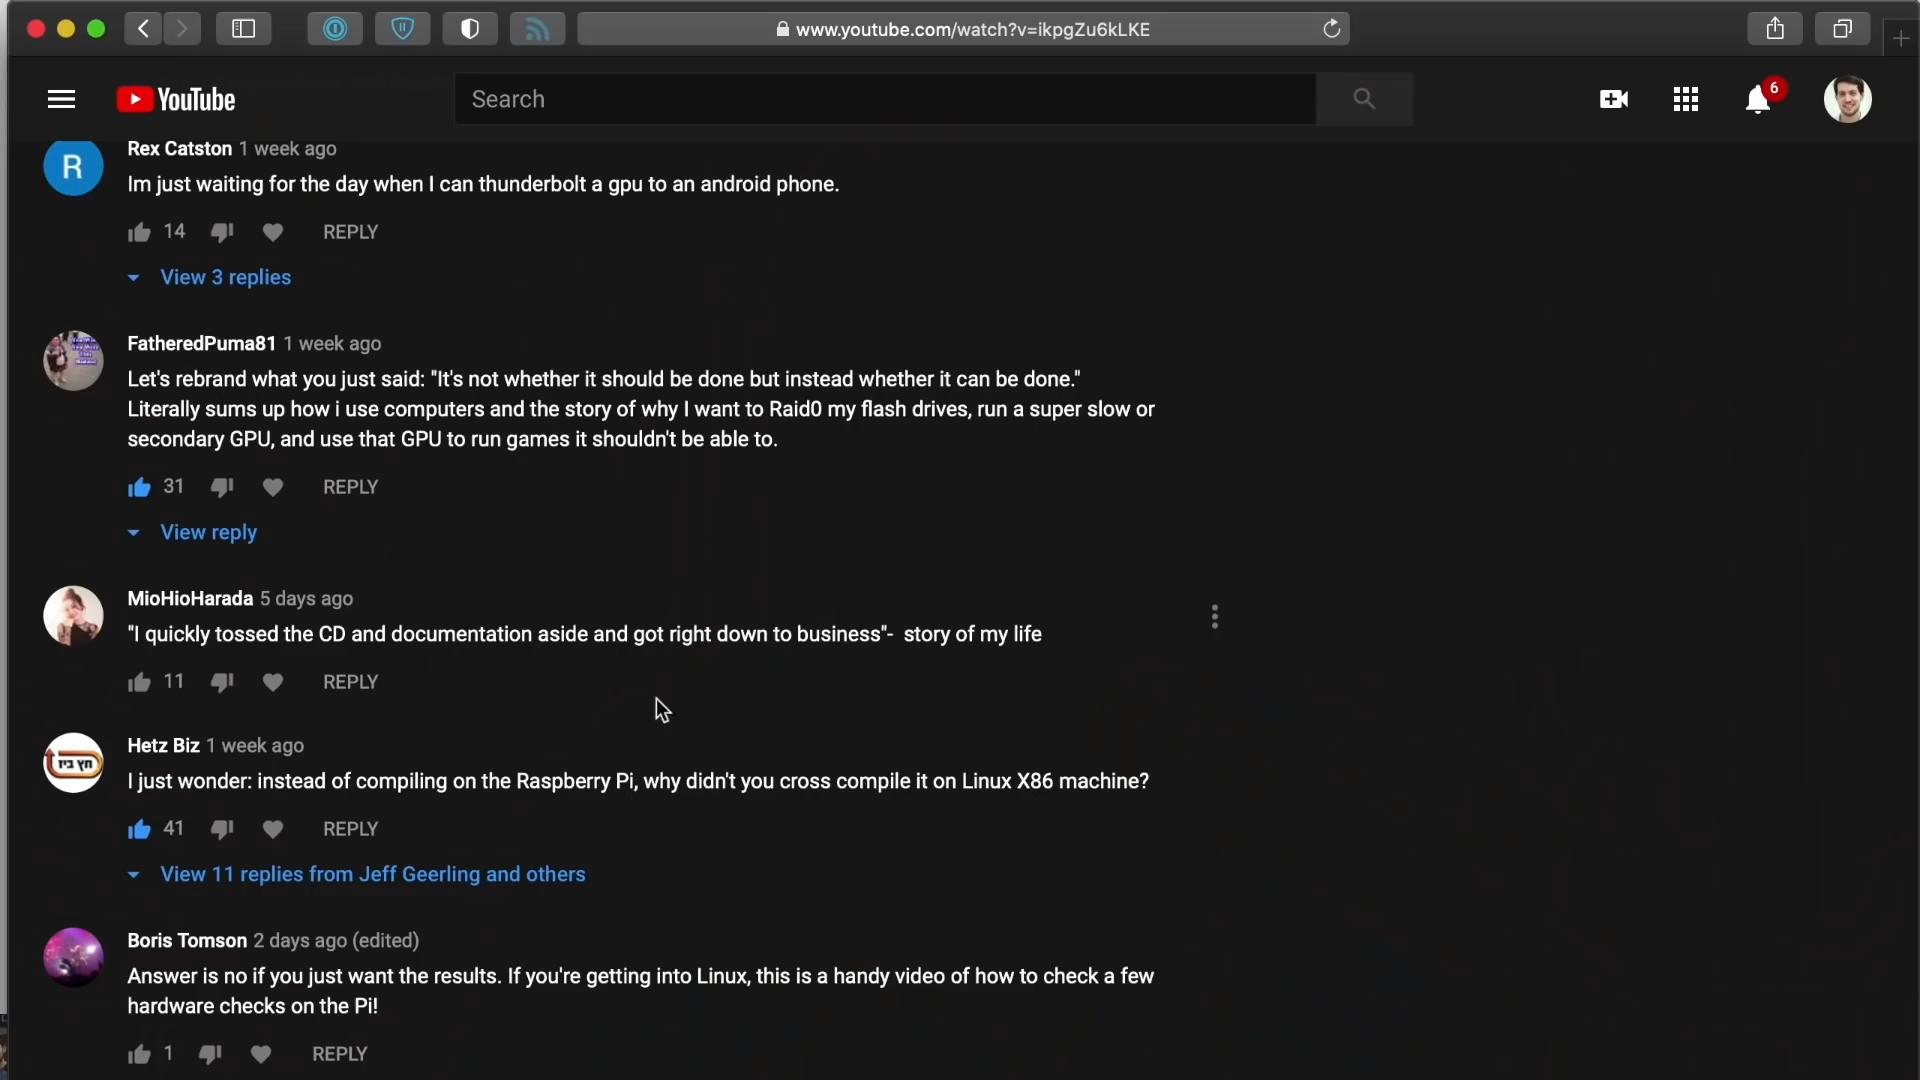 www.youtube.com/watch?v=ikpgZu6kLKE
YouTube
Search
6
R
Rex Catston 1 week ago
Im just waiting for the day when I can thunderbolt a gpu to an android phone.
14 REPLY
View 3 replies
FatheredPuma81 1 week ago
Let's rebrand what you just said: "It's not whether it should be done but instead whether it can be done."
Literally sums up how i use computers and the story of why I want to Raid0 my flash drives, run a super slow or
secondary GPU, and use that GPU to run games it shouldn't be able to.
31 REPLY
View reply
MioHioHarada 5 days ago
"I quickly tossed the CD and documentation aside and got right down to business"-  story of my life
11 REPLY
חץ ביז
Hetz Biz 1 week ago
I just wonder: instead of compiling on the Raspberry Pi, why didn't you cross compile it on Linux X86 machine?
41 REPLY
View 11 replies from Jeff Geerling and others
Boris Tomson 2 days ago (edited)
Answer is no if you just want the results. If you're getting into Linux, this is a handy video of how to check a few
hardware checks on the Pi!
1 REPLY